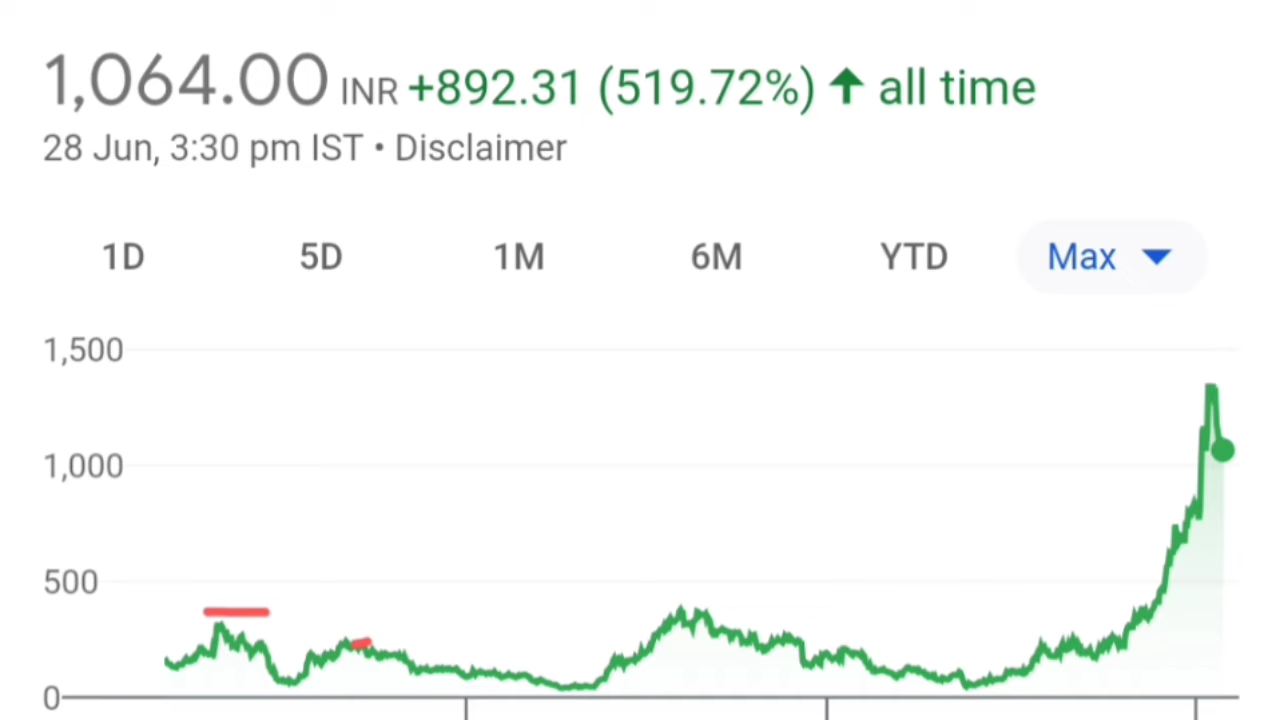 1,064.00 INR +892.31 (519.72%) ↑ all time
28 Jun, 3:30 pm IST • Disclaimer
1D 5D 1M 6M YTD Max
1,500
1,000
500
0